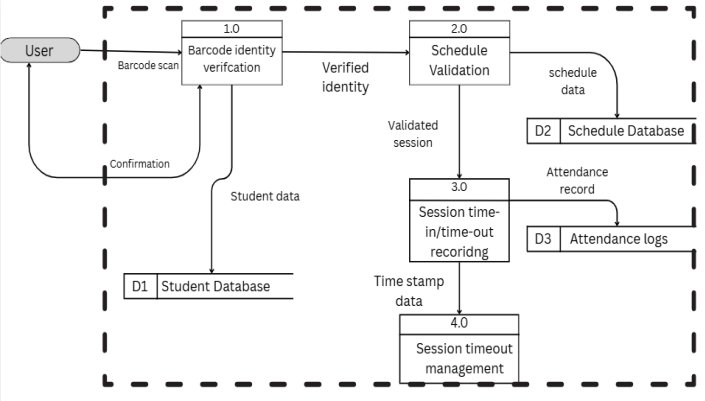 User
Barcode scan
1.0
Barcode identity
verifcation
Verified
identity
2.0
Schedule
Validation
schedule
data
D2
Schedule Database
Validated
session
Confirmation
Student data
3.0
Session time-
in/time-out
recoridng
Attendance
record
D3
Attendance logs
D1
Student Database
Time stamp
data
4.0
Session timeout
management